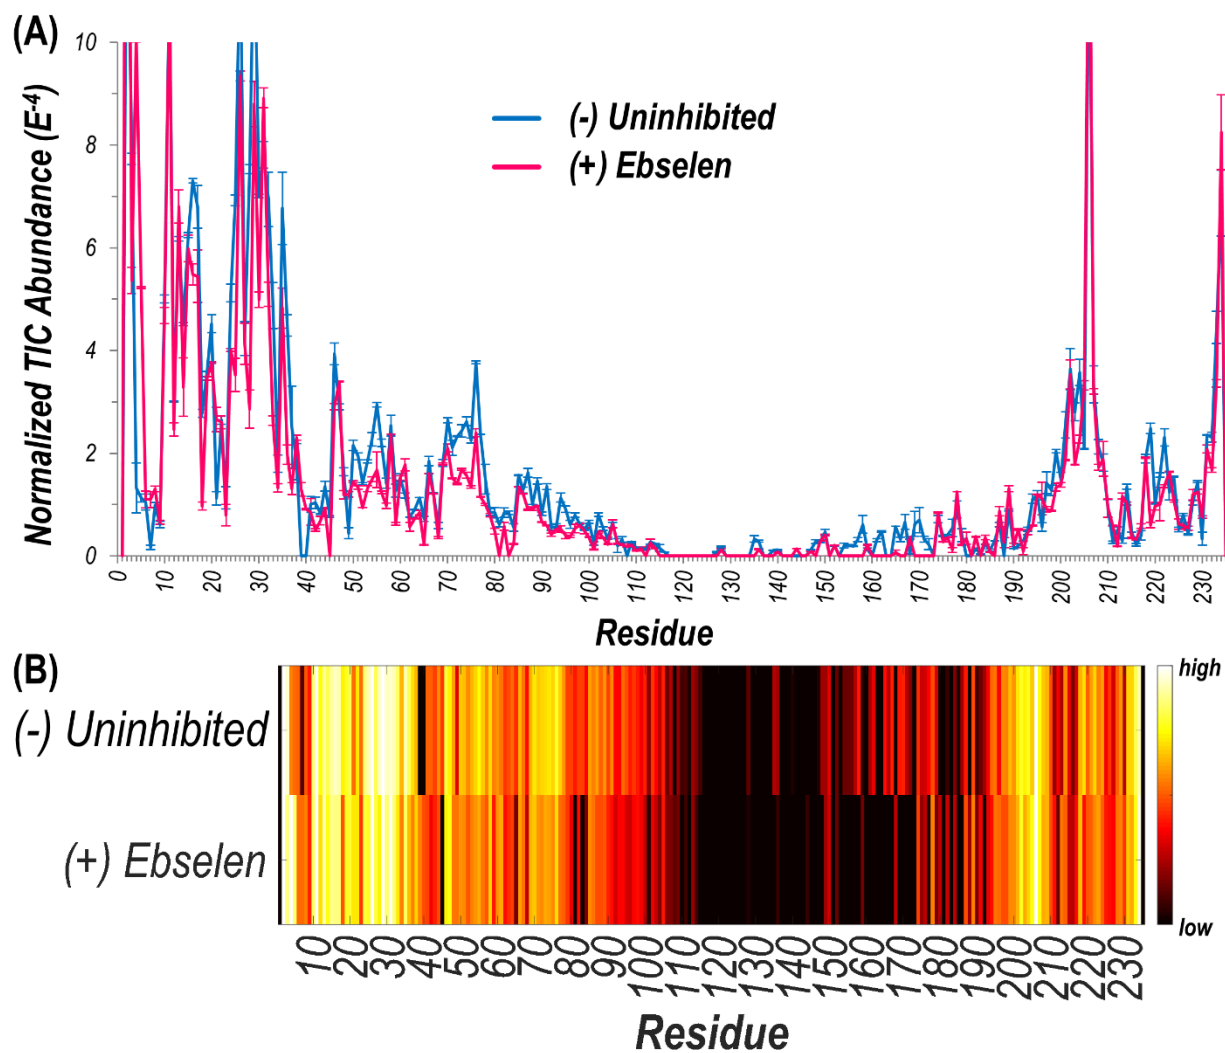 (A)
Normalized TIC Abundance (E-4)
10
8
6
4
2
0
(-) Uninhibited
(+) Ebselen
0 10 20 30 40 50 60 70 80 90 100 110 120 130 140 150 160 170 180 190 200 210 220 230
Residue
(B)
(-) Uninhibited
(+) Ebselen
high
low
10 20 30 40 50 60 70 80 90 100 110 120 130 140 150 160 170 180 190 200 210 220 230
Residue